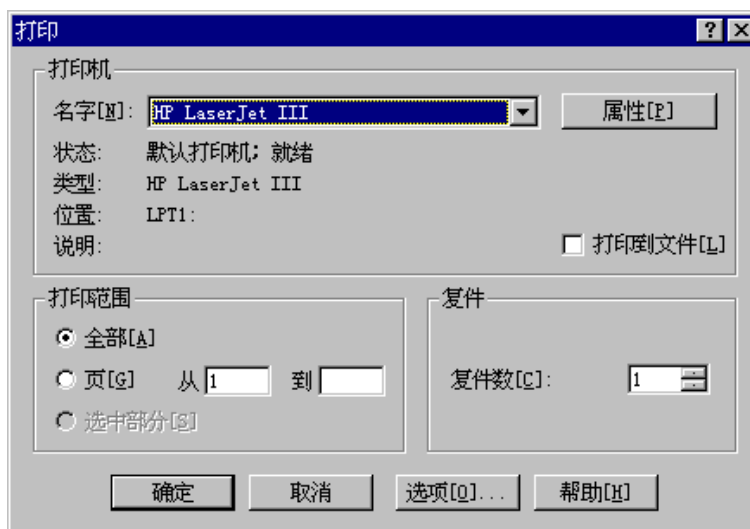 打印
打印机
名字[N]: HP LaserJet III 属性[P]
状态: 默认打印机; 就绪
类型: HP LaserJet III
位置: LPT1:
说明: 打印到文件[L]
打印范围 复件
全部[A]
页[G] 从 1 到 复件数[C]: 1
选中部分[S]
确定 取消 选项[O]... 帮助[H]